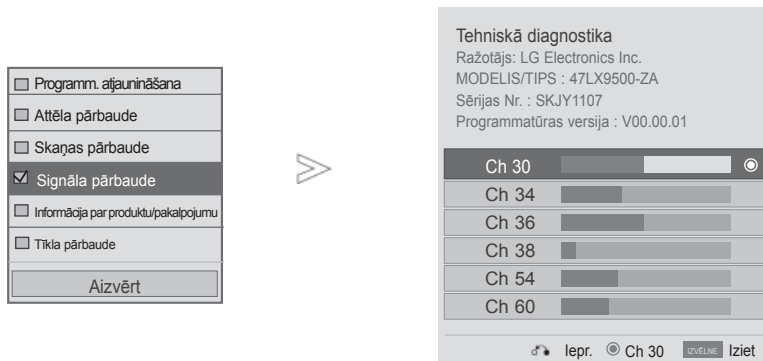 Programm. atjaunināšana
Attēla pārbaude
Skaņas pārbaude
Signāla pārbaude
Informācija par produktu/pakalpojumu
Tīkla pārbaude
Aizvērt
Tehniskā diagnostika
Ražotājs: LG Electronics Inc.
MODELIS/TIPS : 47LX9500-ZA
Sērijas Nr. : SKJY1107
Programmatūras versija : V00.00.01
Ch 30
Ch 34
Ch 36
Ch 38
Ch 54
Ch 60
Iepr. Ch 30 IZVĒLNE Iziet